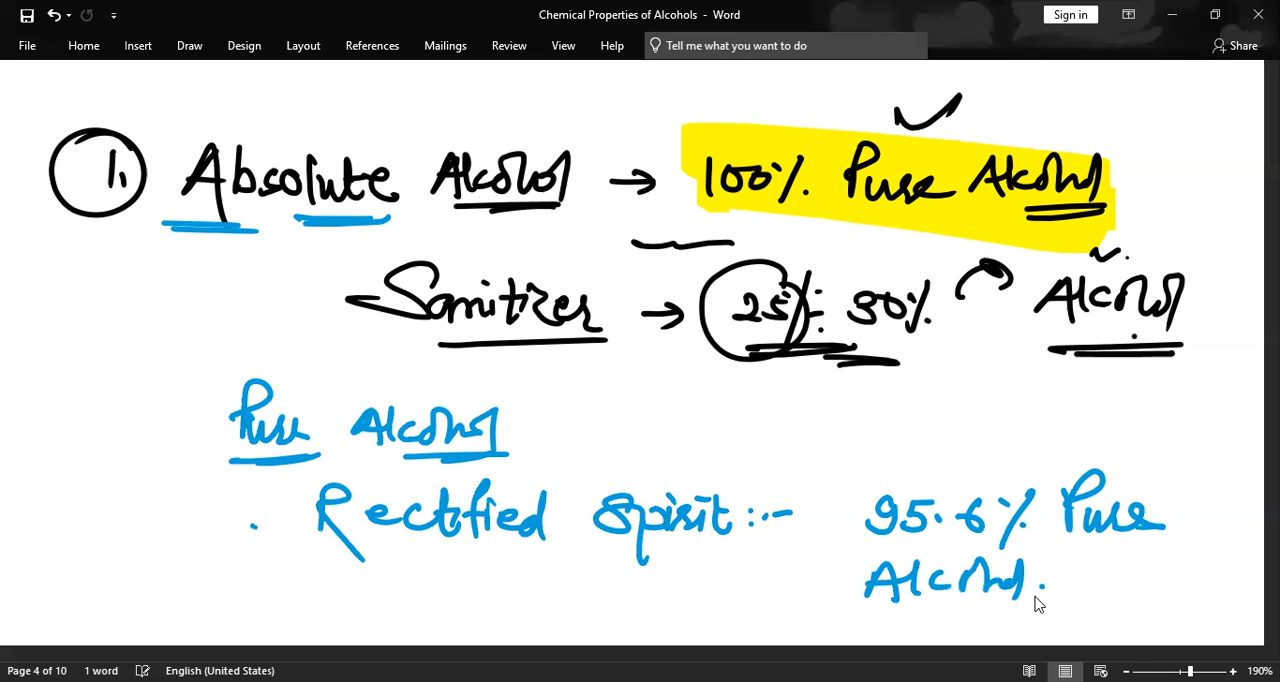 Chemical Properties of Alcohols - Word
Sign in
File Home Insert Draw Design Layout References Mailings Review View Help Tell me what you want to do Share
1. Absolute Alcohol → 100% Pure Alcohol
Sanitizer → 25% 30% Alcohol
Pure Alcohol
Rectified Spirit :- 95.6% Pure
Alcohol.
Page 4 of 10 1 word English (United States) 190%